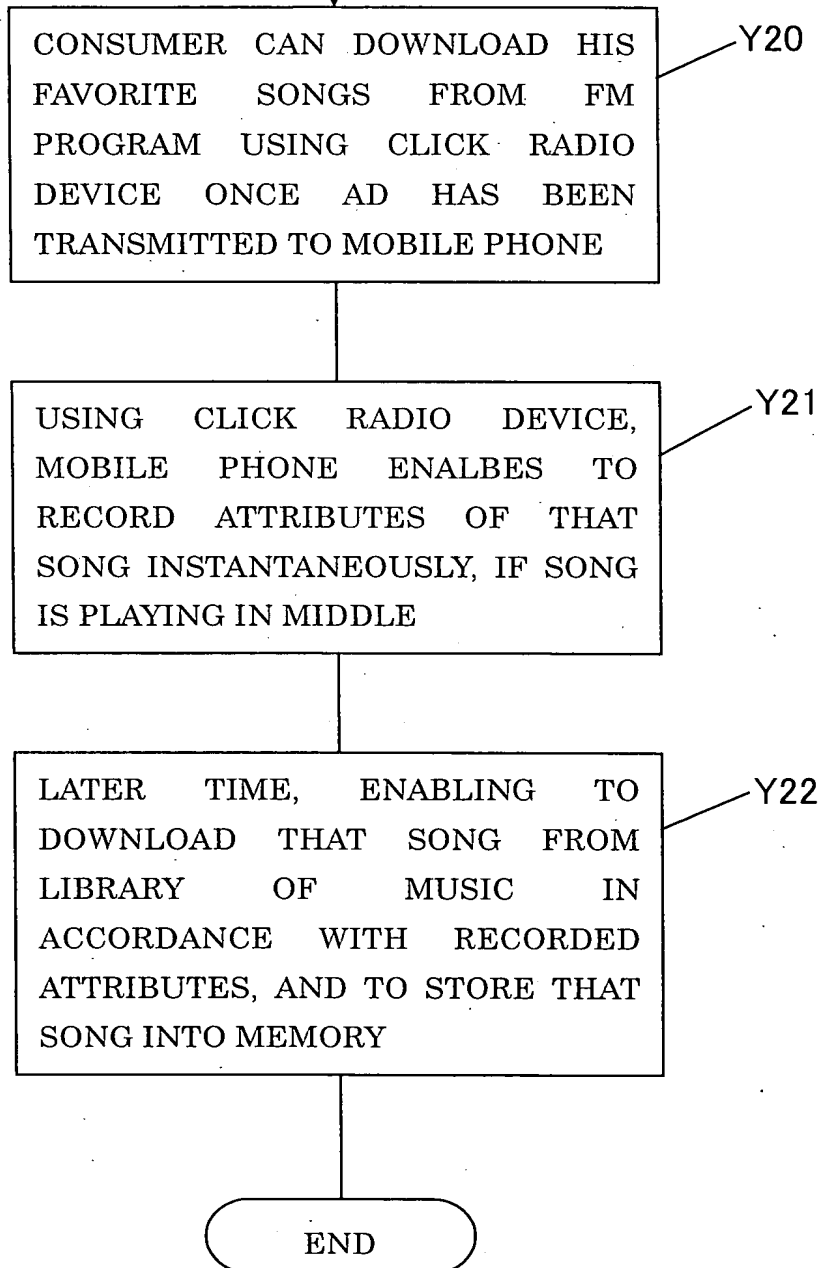 CONSUMER CAN DOWNLOAD HIS
FAVORITE SONGS FROM FM
PROGRAM USING CLICK RADIO
DEVICE ONCE AD HAS BEEN
TRANSMITTED TO MOBILE PHONE
Y20
USING CLICK RADIO DEVICE,
MOBILE PHONE ENALBES TO
RECORD ATTRIBUTES OF THAT
SONG INSTANTANEOUSLY, IF SONG
IS PLAYING IN MIDDLE
Y21
LATER TIME, ENABLING TO
DOWNLOAD THAT SONG FROM
LIBRARY OF MUSIC IN
ACCORDANCE WITH RECORDED
ATTRIBUTES, AND TO STORE THAT
SONG INTO MEMORY
Y22
END